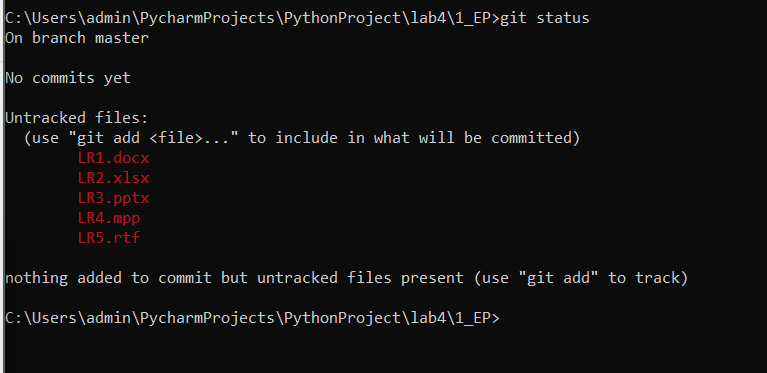 C:\Users\admin\PycharmProjects\PythonProject\lab4\1_EP>git status
On branch master
No commits yet
Untracked files:
(use "git add <file>..." to include in what will be committed)
LR1.docx
LR2.xlsx
LR3.pptx
LR4.mpp
LR5.rtf
nothing added to commit but untracked files present (use "git add" to track)
C:\Users\admin\PycharmProjects\PythonProject\lab4\1_EP>